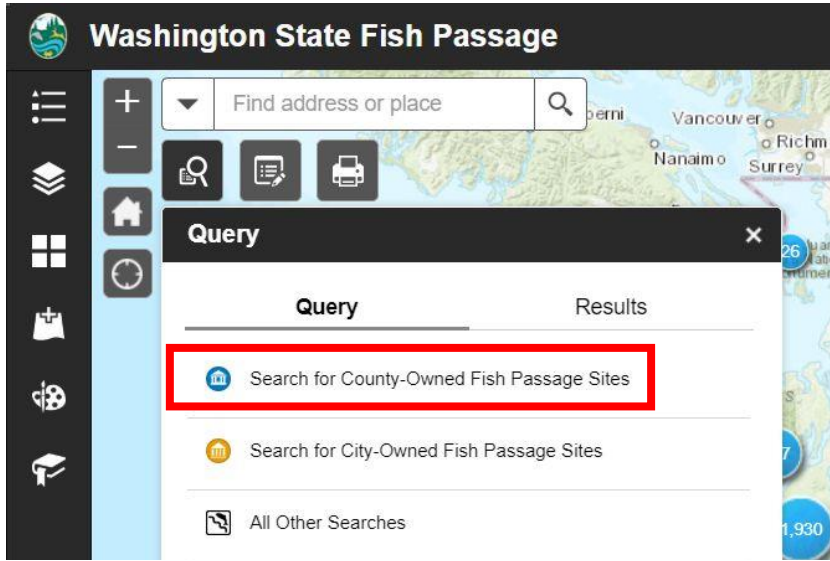 Washington State Fish Passage
Find address or place
Vancouver
Richm
Nanaimo
Surrey
Query
26
Query
Results
Search for County-Owned Fish Passage Sites
Search for City-Owned Fish Passage Sites
7
All Other Searches
1,930